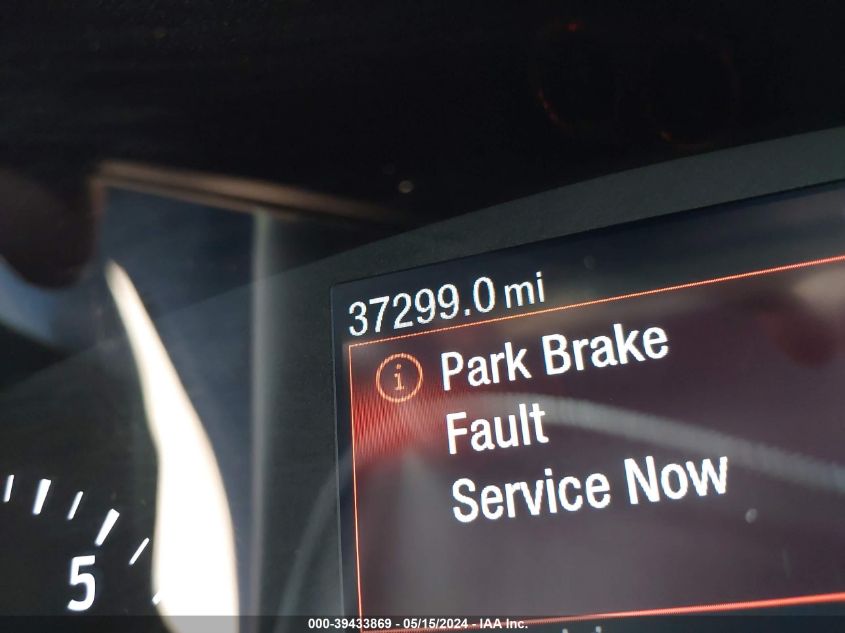 37299.0 mi
i Park Brake
Fault
Service Now
5
000-39433869 - 05/15/2024 - IAA Inc.